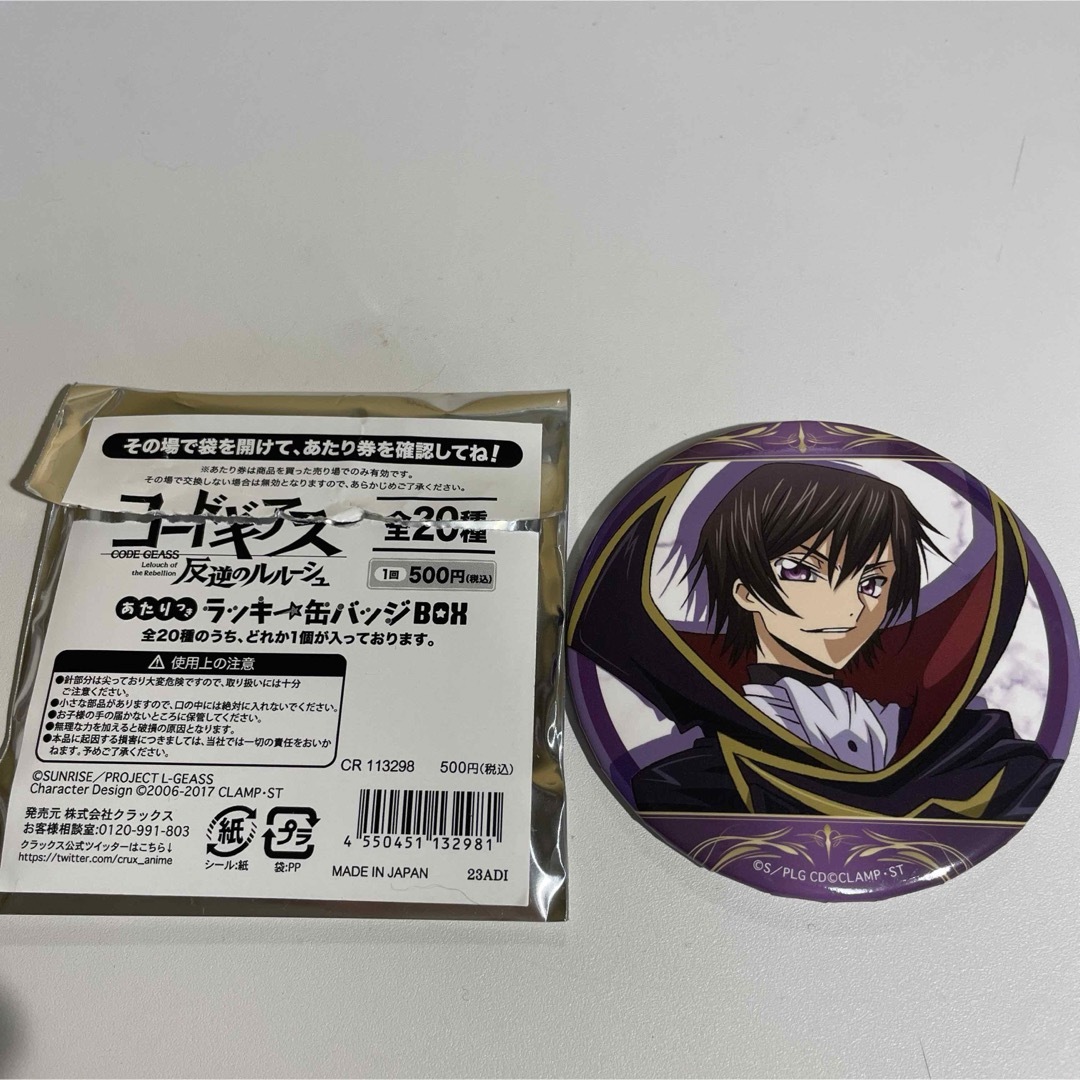 その場で袋を開けて、あたり券を確認してね！
※あたり券は商品を買った売り場でのみ有効です。
その場で交換しない場合は無効となりますので、あらかじめご了承ください。
コードギアス
CODE GEASS
Lelouch of
the Rebellion
反逆のルルーシュ
全20種
1回 500円(税込)
あたりつき ラッキー☆缶バッジBOX
全20種のうち、どれか1個が入っております。
⚠ 使用上の注意
●針部分は尖っており大変危険ですので、取り扱いには十分
ご注意ください。
●小さな部品がありますので、口の中には絶対に入れないでください。
●お子様の手の届かないところに保管してください。
●無理な力を加えると破損の原因となります。
●本品に起因する損害につきましては、当社では一切の責任をおいか
ねます。予めご了承ください。
CR 113298 500円(税込)
©SUNRISE／PROJECT L-GEASS
Character Design ©2006-2017 CLAMP・ST
発売元 株式会社クラックス
お客様相談室:0120-991-803
クラックス公式ツイッターはこちら↓
https://twitter.com/crux_anime
紙
シール:紙
プラ
袋:PP
4 550451 132981
MADE IN JAPAN 23ADI
©S／PLG CD©CLAMP・ST